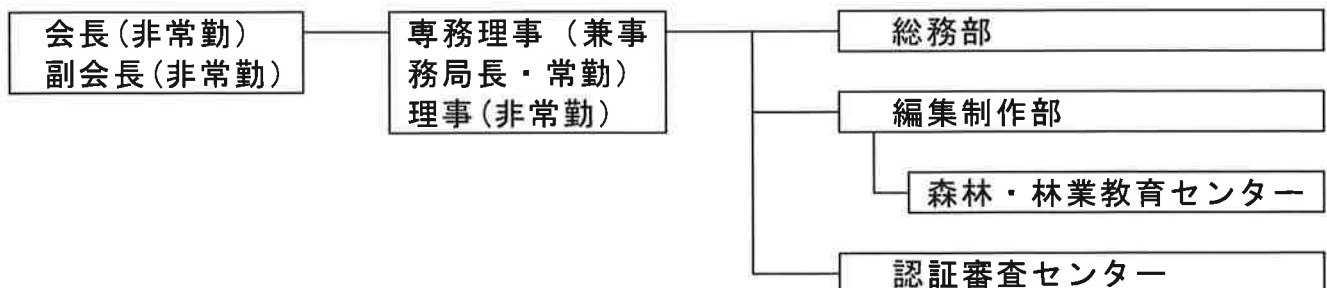 会長(非常勤)
副会長(非常勤)
専務理事（兼事
務局長・常勤)
理事(非常勤)
総務部
編集制作部
森林・林業教育センター
認証審査センター